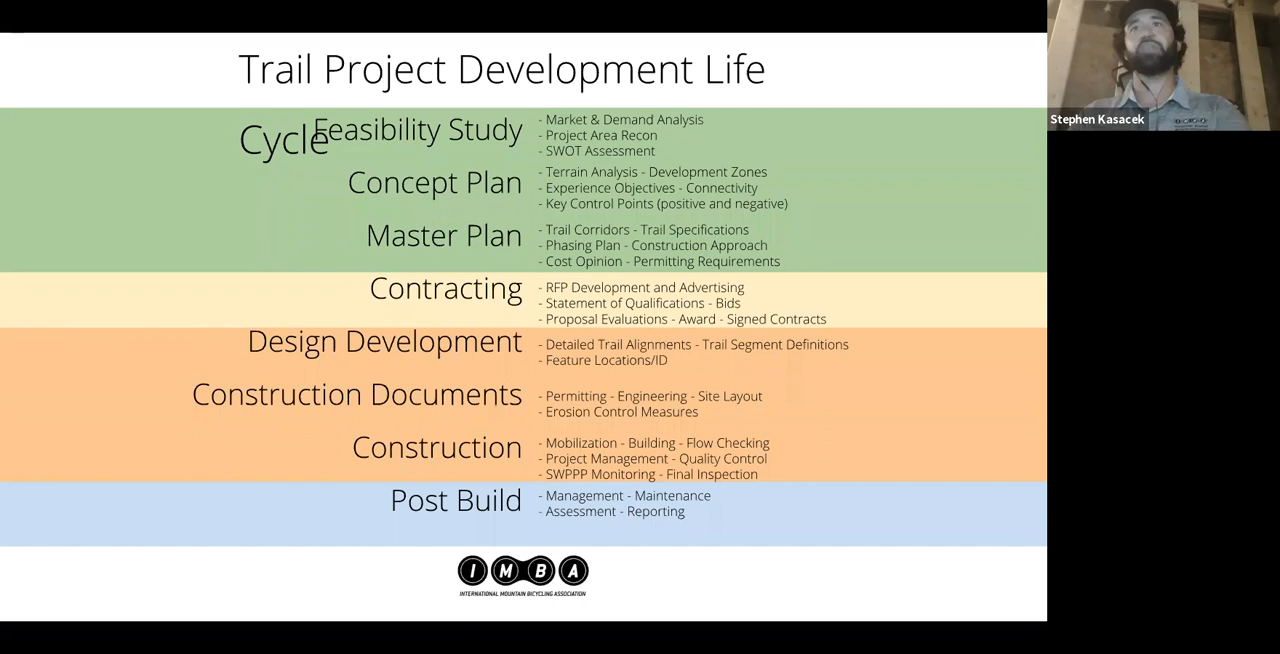 Trail Project Development Life
Cycle
Feasibility Study
- Market & Demand Analysis
- Project Area Recon
- SWOT Assessment
Concept Plan
- Terrain Analysis - Development Zones
- Experience Objectives - Connectivity
- Key Control Points (positive and negative)
Master Plan
- Trail Corridors - Trail Specifications
- Phasing Plan - Construction Approach
- Cost Opinion - Permitting Requirements
Contracting
- RFP Development and Advertising
- Statement of Qualifications - Bids
- Proposal Evaluations - Award - Signed Contracts
Design Development
- Detailed Trail Alignments - Trail Segment Definitions
- Feature Locations/ID
Construction Documents
- Permitting - Engineering - Site Layout
- Erosion Control Measures
Construction
- Mobilization - Building - Flow Checking
- Project Management - Quality Control
- SWPPP Monitoring - Final Inspection
Post Build
- Management - Maintenance
- Assessment - Reporting
IMBA
INTERNATIONAL MOUNTAIN BICYCLING ASSOCIATION
Stephen Kasacek